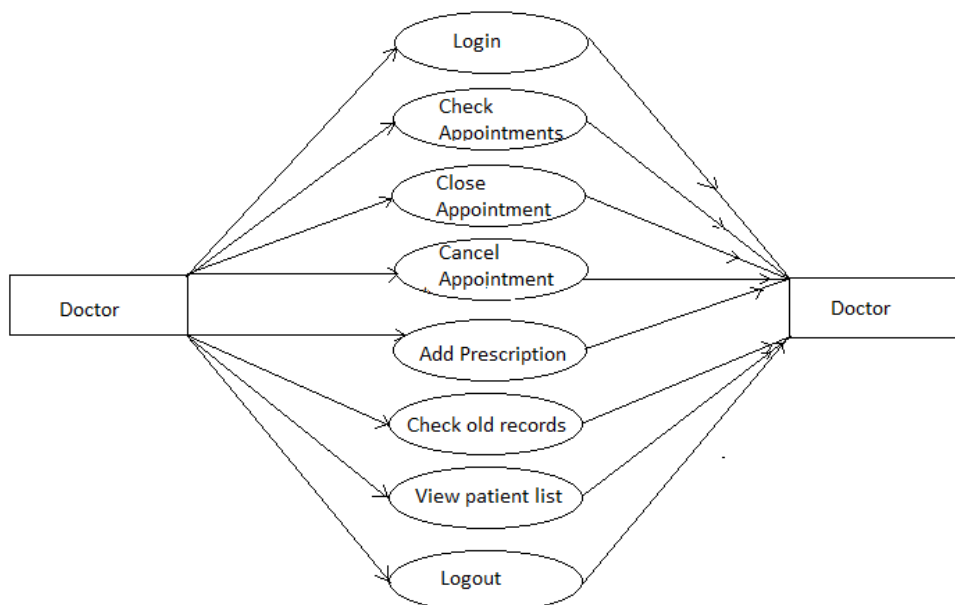 Login
Check
Appointments
Close
Appointment
Cancel
Appointment
Doctor
Doctor
Add Prescription
Check old records
View patient list
Logout